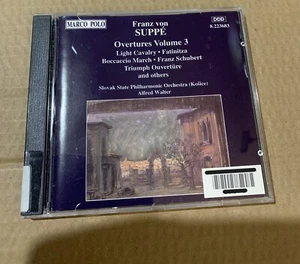 MARCO POLO
DDD
8.223683
Franz von
SUPPÉ
Overtures Volume 3
Light Cavalry • Fatinitza
Boccaccio March • Franz Schubert
Triumph Ouvertüre
and others
Slovak State Philharmonic Orchestra (Košice)
Alfred Walter